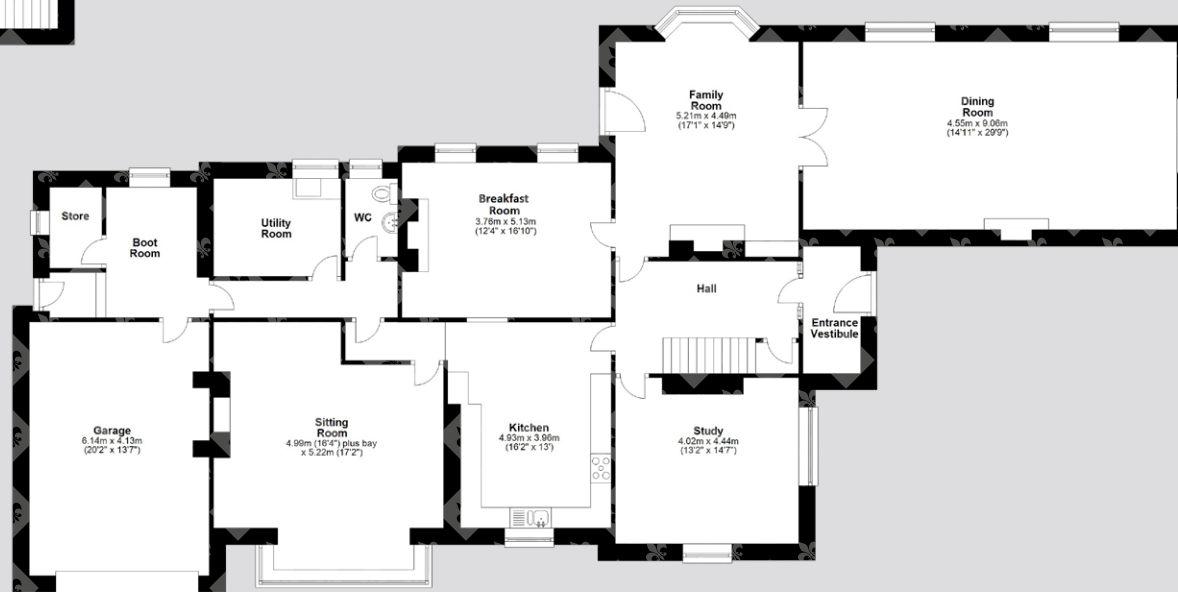 Family
Room
5.21m x 4.49m
(17'1" x 14'9")
Dining
Room
4.55m x 9.06m
(14'11" x 29'9")
Store
Boot
Room
Utility
Room
WC
Breakfast
Room
3.76m x 5.13m
(12'4" x 16'10")
Hall
Entrance
Vestibule
Garage
6.14m x 4.13m
(20'2" x 13'7")
Sitting
Room
4.99m (16'4") plus bay
x 5.22m (17'2")
Kitchen
4.93m x 3.96m
(16'2" x 13')
Study
4.02m x 4.44m
(13'2" x 14'7")